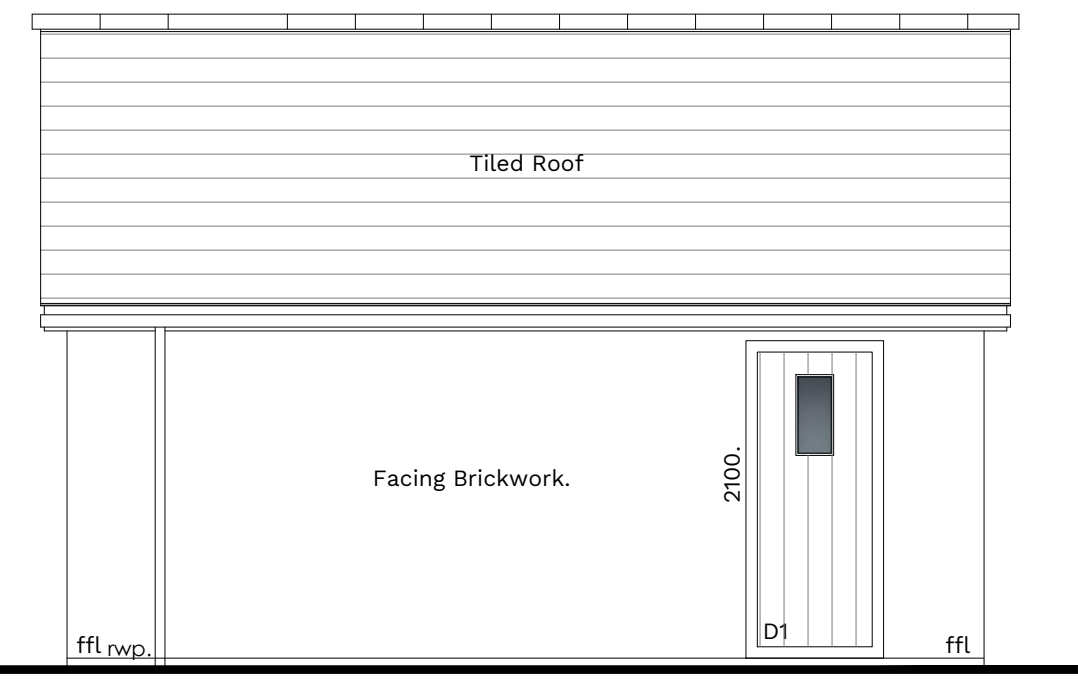 Tiled Roof
Facing Brickwork.
2100.
D1
ffl rwp.
ffl